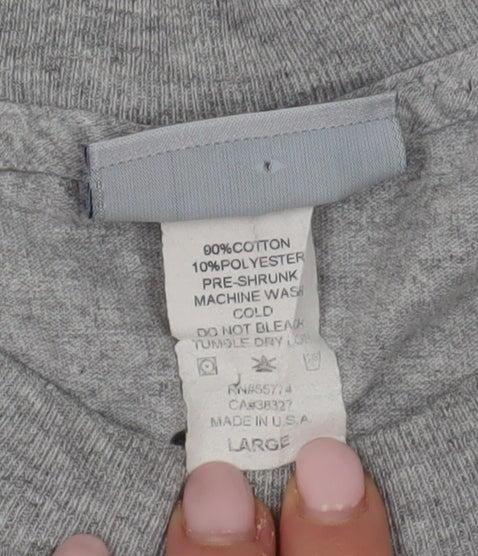 90%COTTON
10%POLYESTER
PRE-SHRUNK
MACHINE WASH
COLD
DO NOT BLEACH
TUMBLE DRY
RN#55774
CA#38327
MADE IN U.S.A
LARGE